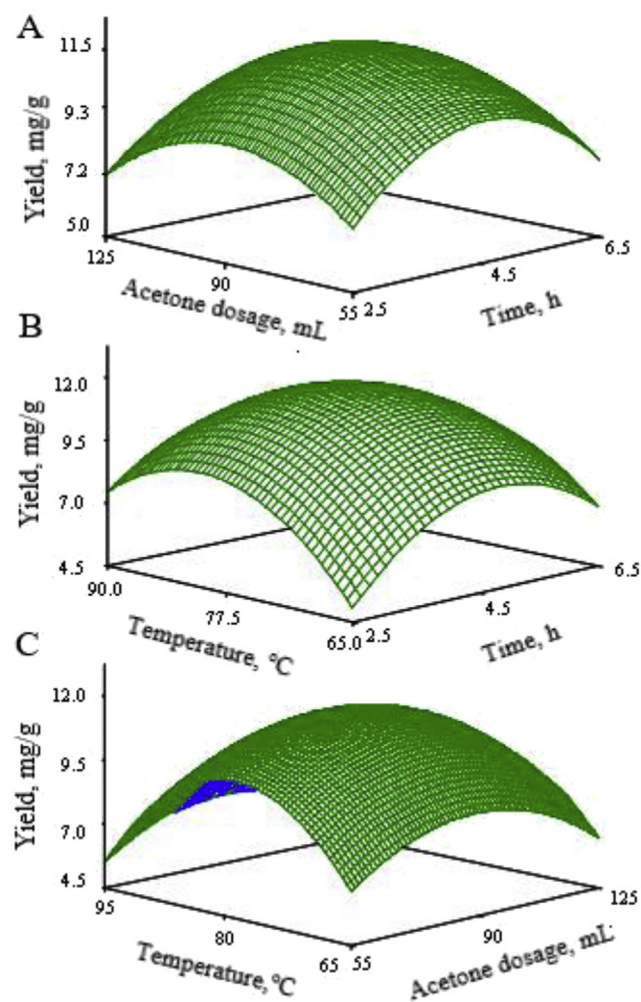 A
11.5
9.3
7.2
5.0
Yield, mg/g
125
90
55
Acetone dosage, mL
2.5
4.5
6.5
Time, h
B
12.0
9.5
7.0
4.5
Yield, mg/g
90.0
77.5
65.0
Temperature, °C
2.5
4.5
6.5
Time, h
C
12.0
9.5
7.0
4.5
Yield, mg/g
95
80
65
Temperature,°C
55
90
125
Acetone dosage, mL